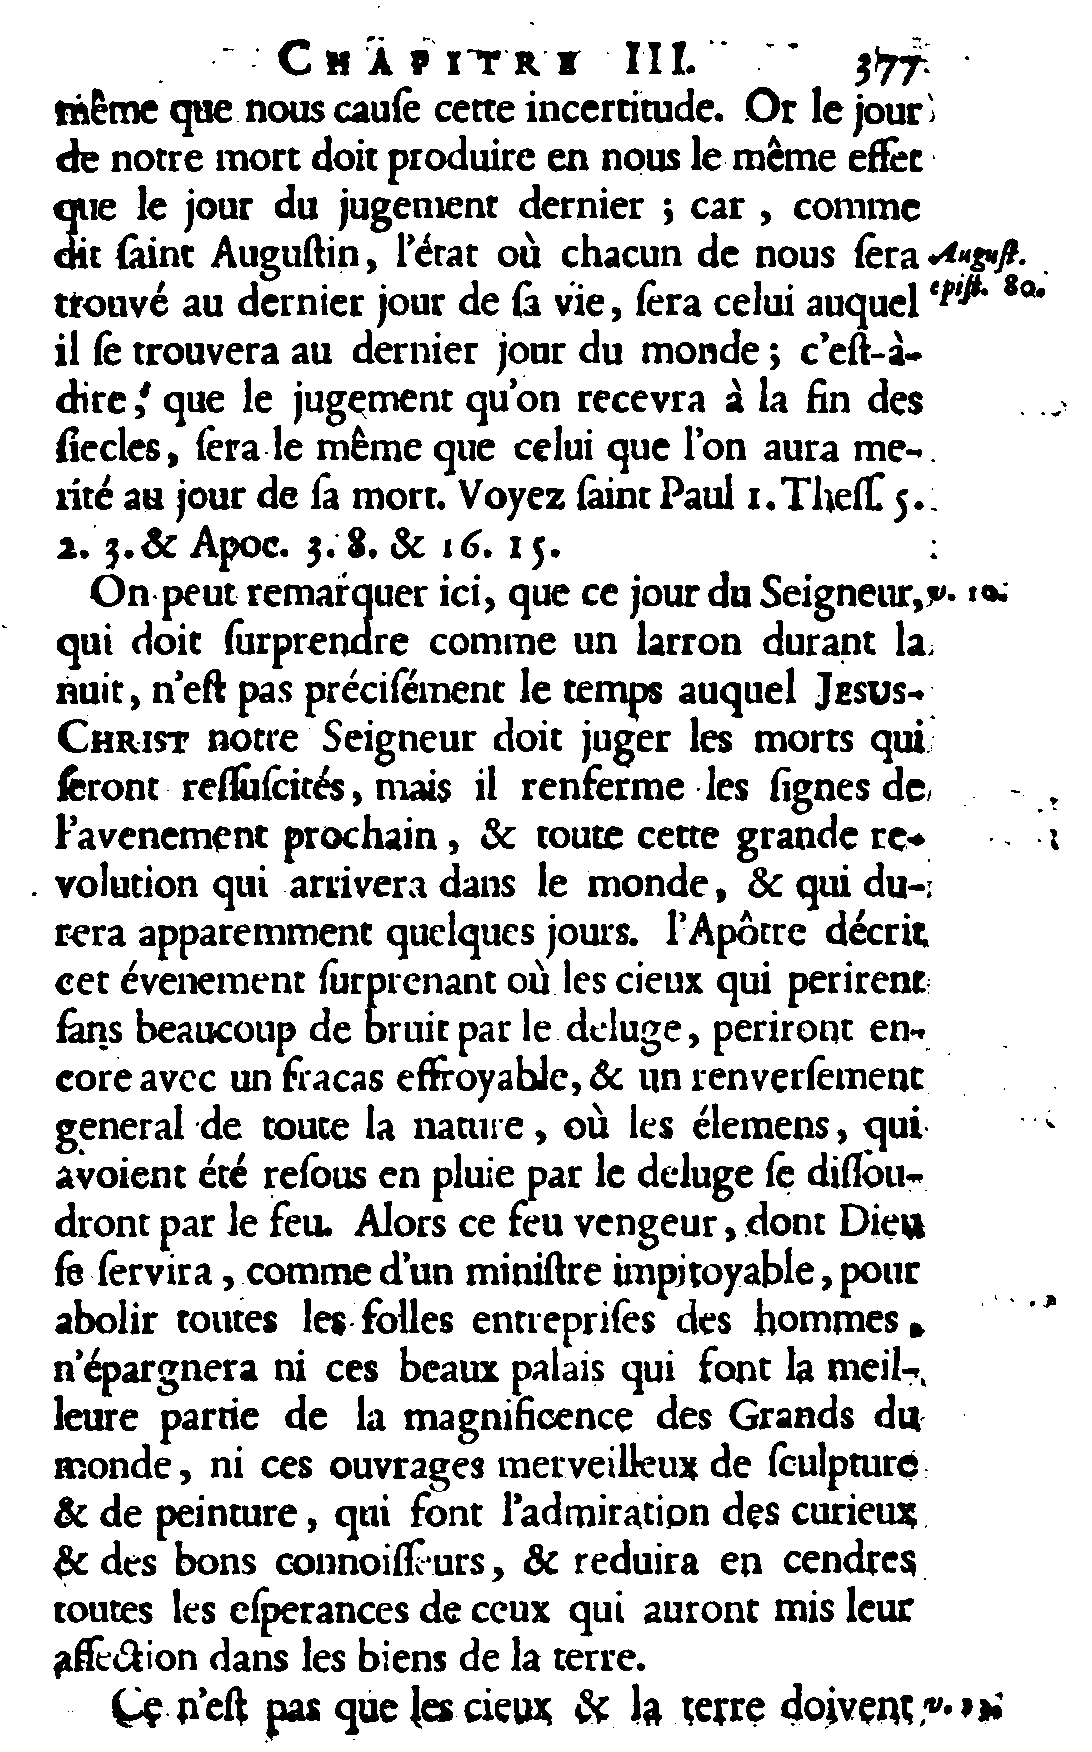 CHAPITRE III. 377
même que nous cauſe cette incertitude. Or le jour
de notre mort doit produire en nous le même effet
que le jour du jugement dernier ; car , comme
dit ſaint Auguſtin, l'état où chacun de nous ſera Auguſt.
trouvé au dernier jour de ſa vie, ſera celui auquel epiſt. 80.
il ſe trouvera au dernier jour du monde ; c'eſt-à-
dire, que le jugement qu'on recevra à la fin des
ſiecles, ſera le même que celui que l'on aura me-
rité au jour de ſa mort. Voyez ſaint Paul 1. Theſſ. 5.
2. 3. & Apoc. 3. 8. & 16. 15.
On peut remarquer ici, que ce jour du Seigneur, v. 10.
qui doit ſurprendre comme un larron durant la
nuit, n'eſt pas préciſément le temps auquel JESUS-
CHRIST notre Seigneur doit juger les morts qui
ſeront reſſuſcités, mais il renferme les ſignes de
l'avenement prochain, & toute cette grande re-
volution qui arrivera dans le monde, & qui du-
rera apparemment quelques jours. l'Apôtre décrit
cet évenement ſurprenant où les cieux qui perirent
ſans beaucoup de bruit par le deluge, periront en-
core avec un fracas effroyable, & un renverſement
general de toute la nature, où les élemens, qui
avoient été reſous en pluie par le deluge ſe diſſou-
dront par le feu. Alors ce feu vengeur, dont Dieu
ſe ſervira, comme d'un miniſtre impitoyable, pour
abolir toutes les folles entrepriſes des hommes,
n'épargnera ni ces beaux palais qui font la meil-
leure partie de la magnificence des Grands du
monde, ni ces ouvrages merveilleux de ſculpture
& de peinture, qui font l'admiration des curieux
& des bons connoiſſeurs, & reduira en cendres
toutes les eſperances de ceux qui auront mis leur
affection dans les biens de la terre.
Ce n'eſt pas que les cieux & la terre doivent, v.